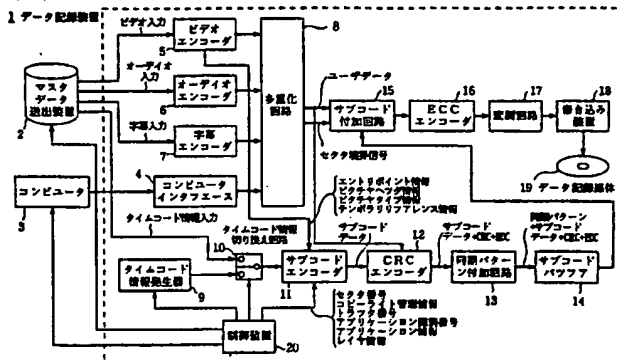 1 データ記録装置
ビデオ入力
ビデオ
エンコーダ
5
8
オーディオ
入力
オーディオ
エンコーダ
6
マスタ
データ
送出装置
2
字幕入力
字幕
エンコーダ
7
多重化
回路
ユーザデータ
15
サブコード
付加回路
16
ECC
エンコーダ
17
変調回路
18
書き込み
装置
セクタ
19 データ記録媒体
コンピュータ
3
4
コンピュータ
インタフェース
エントリポイント情報
ピクチャヘッダ情報
ピクチャタイプ情報
テンポラリリファレンス情報
タイムコード情報入力
タイムコード情報
切り換え回路
10
サブコード
データ
12
サブコード
データ+CRC+
同期パターン
+サブコード
データ+CRC+
タイムコード
情報発生器
9
サブコード
エンコーダ
11
CRC
エンコーダ
同期パター
ン付加回路
13
サブコード
バッファ
14
制御装置
20
セクタ番号
コピーライト管理情報
トラック番号
アプリケーション
アプリケーション情報
レイヤ情報